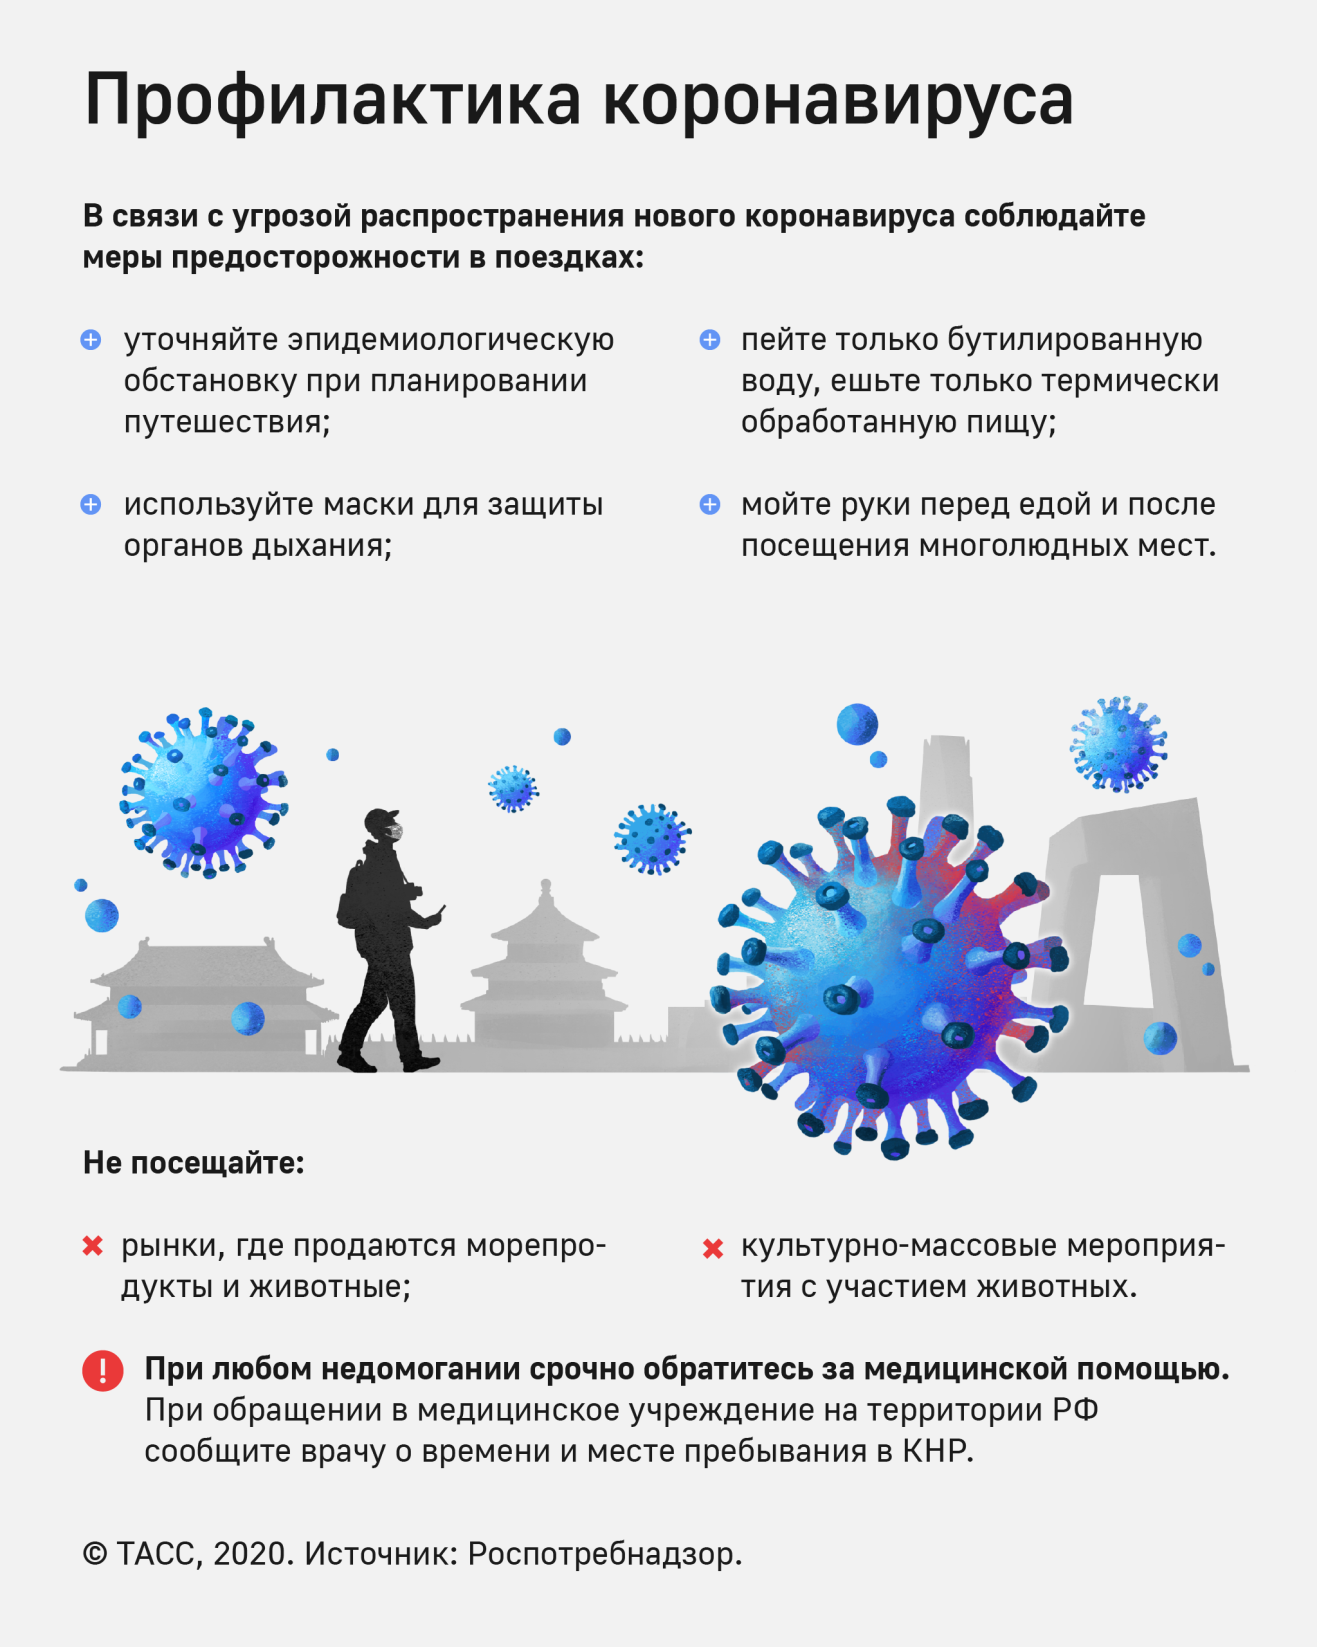 Профилактика коронавируса
В связи с угрозой распространения нового коронавируса соблюдайте
меры предосторожности в поездках:
уточняйте эпидемиологическую
обстановку при планировании
путешествия;
используйте маски для защиты
органов дыхания;
пейте только бутилированную
воду, ешьте только термически
обработанную пищу;
мойте руки перед едой и после
посещения многолюдных мест.
Не посещайте:
рынки, где продаются морепро-
дукты и животные;
культурно-массовые мероприя-
тия с участием животных.
При любом недомогании срочно обратитесь за медицинской помощью.
При обращении в медицинское учреждение на территории РФ
сообщите врачу о времени и месте пребывания в КНР.
© ТАСС, 2020. Источник: Роспотребнадзор.